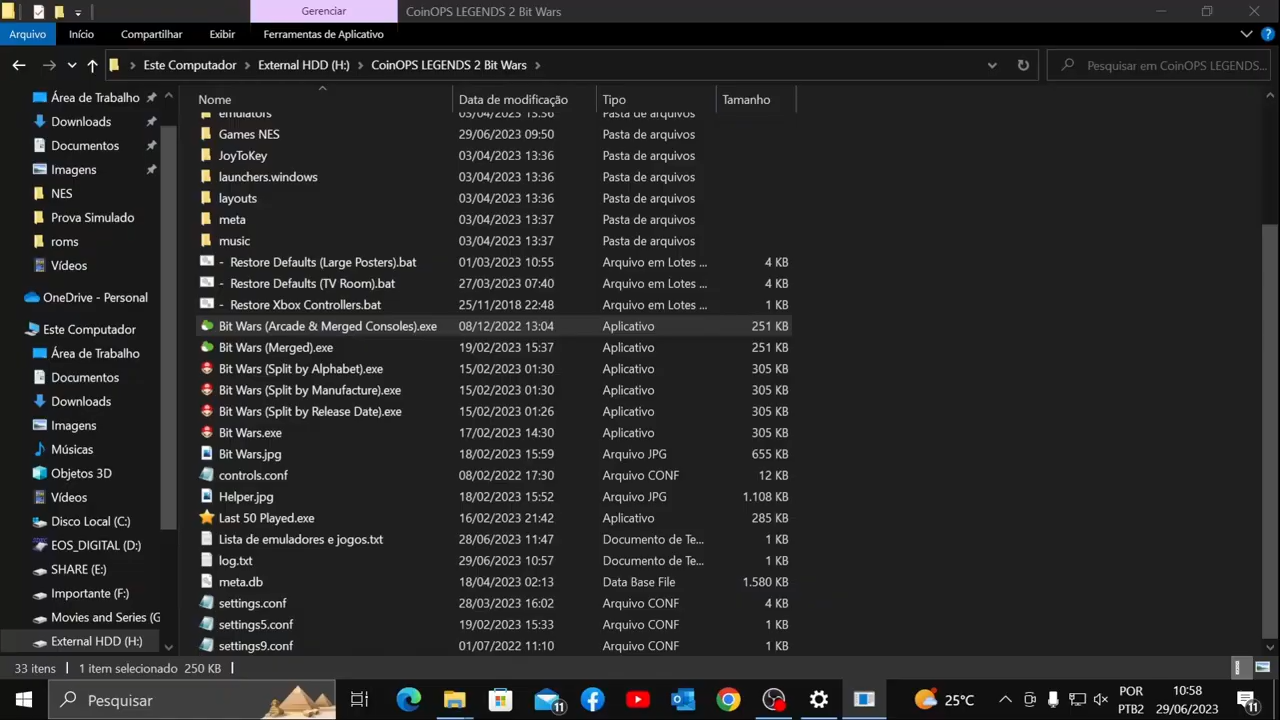 Gerenciar
CoinOPS LEGENDS 2 Bit Wars
Arquivo
Início
Compartilhar
Exibir
Ferramentas de Aplicativo
Este Computador
External HDD (H:)
CoinOPS LEGENDS 2 Bit Wars
Pesquisar em CoinOPS LEGENDS...
Área de Trabalho
Downloads
Documentos
Imagens
NES
Prova Simulado
roms
Vídeos
OneDrive - Personal
Este Computador
Área de Trabalho
Documentos
Downloads
Imagens
Músicas
Objetos 3D
Vídeos
Disco Local (C:)
EOS_DIGITAL (D:)
SHARE (E:)
Importante (F:)
Movies and Series (G
External HDD (H:)
Nome Data de modificação Tipo Tamanho
emulators 03/04/2023 13:36 Pasta de arquivos
Games NES 29/06/2023 09:50 Pasta de arquivos
JoyToKey 03/04/2023 13:36 Pasta de arquivos
launchers.windows 03/04/2023 13:36 Pasta de arquivos
layouts 03/04/2023 13:36 Pasta de arquivos
meta 03/04/2023 13:37 Pasta de arquivos
music 03/04/2023 13:37 Pasta de arquivos
- Restore Defaults (Large Posters).bat 01/03/2023 10:55 Arquivo em Lotes ... 4 KB
- Restore Defaults (TV Room).bat 27/03/2023 07:40 Arquivo em Lotes ... 4 KB
- Restore Xbox Controllers.bat 25/11/2018 22:48 Arquivo em Lotes ... 1 KB
Bit Wars (Arcade & Merged Consoles).exe 08/12/2022 13:04 Aplicativo 251 KB
Bit Wars (Merged).exe 19/02/2023 15:37 Aplicativo 251 KB
Bit Wars (Split by Alphabet).exe 15/02/2023 01:30 Aplicativo 305 KB
Bit Wars (Split by Manufacture).exe 15/02/2023 01:30 Aplicativo 305 KB
Bit Wars (Split by Release Date).exe 15/02/2023 01:26 Aplicativo 305 KB
Bit Wars.exe 17/02/2023 14:30 Aplicativo 305 KB
Bit Wars.jpg 18/02/2023 15:59 Arquivo JPG 655 KB
controls.conf 08/02/2022 17:30 Arquivo CONF 12 KB
Helper.jpg 18/02/2023 15:52 Arquivo JPG 1.108 KB
Last 50 Played.exe 16/02/2023 21:42 Aplicativo 285 KB
Lista de emuladores e jogos.txt 28/06/2023 11:47 Documento de Te... 1 KB
log.txt 29/06/2023 10:57 Documento de Te... 1 KB
meta.db 18/04/2023 02:13 Data Base File 1.580 KB
settings.conf 28/03/2023 16:02 Arquivo CONF 4 KB
settings5.conf 19/02/2023 15:33 Arquivo CONF 1 KB
settings9.conf 01/07/2022 11:10 Arquivo CONF 1 KB
33 itens 1 item selecionado 250 KB
Pesquisar
11
25°C
POR
PTB2
10:58
29/06/2023
11